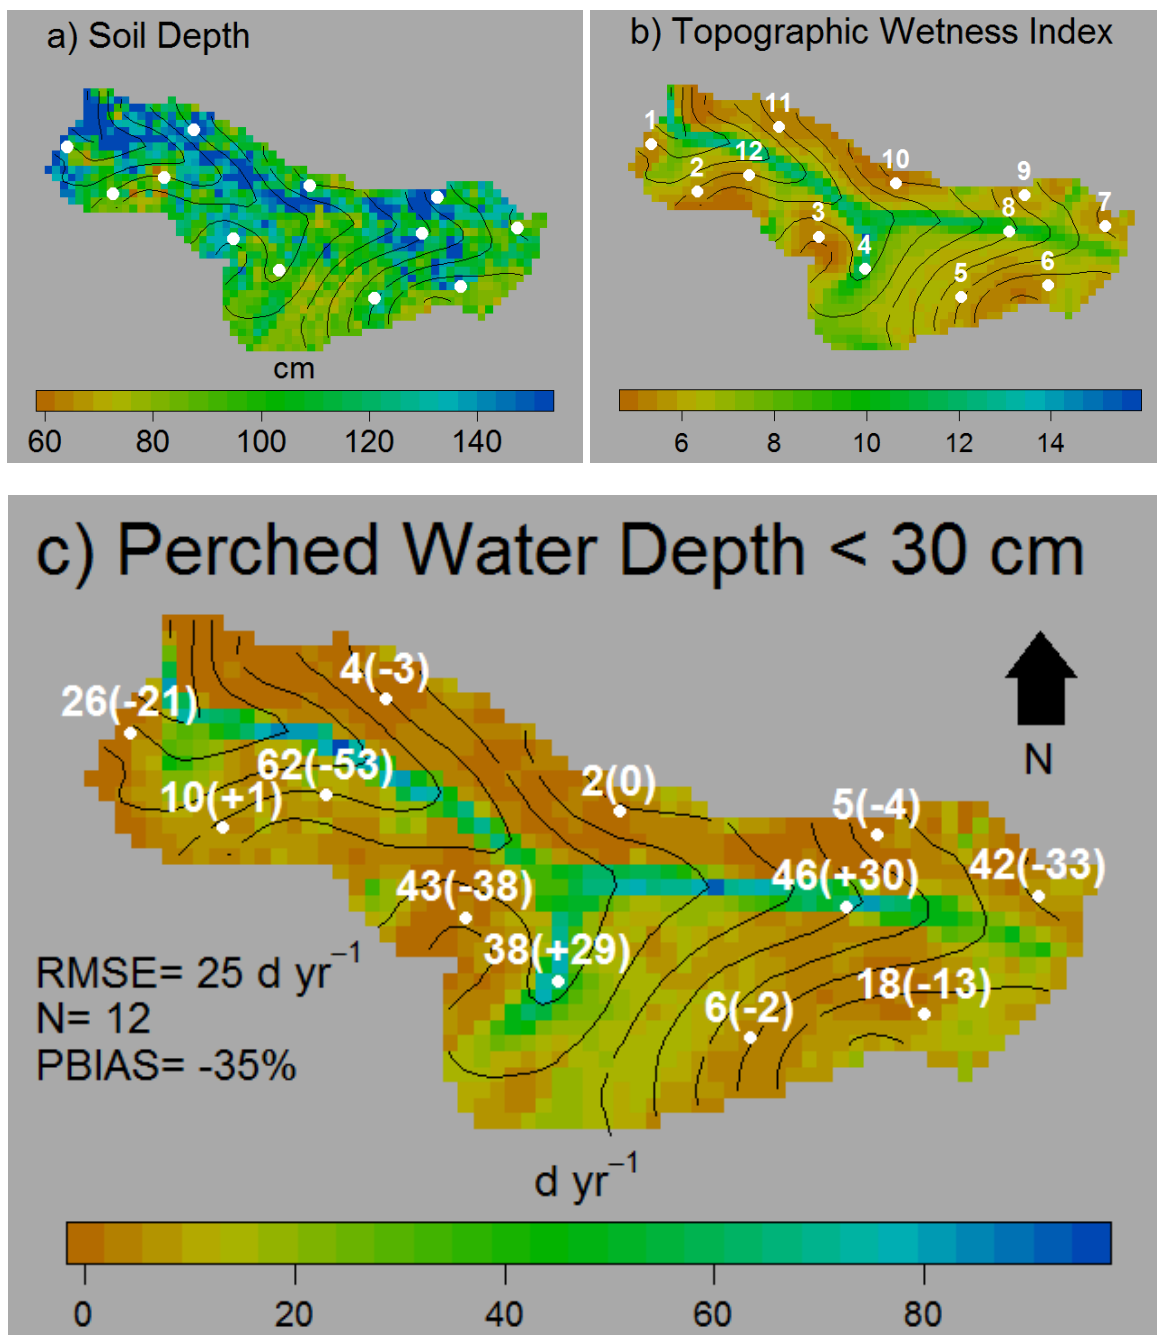 a) Soil Depth
cm
60 80 100 120 140
b) Topographic Wetness Index
11
1
12
10
2
9
3
8
7
4
6
5
6 8 10 12 14
c) Perched Water Depth < 30 cm
4(-3)
26(-21)
N
62(-53)
2(0)
10(+1)
5(-4)
43(-38)
46(+30)
42(-33)
38(+29)
18(-13)
6(-2)
RMSE= 25 d yr⁻¹
N= 12
PBIAS= -35%
d yr⁻¹
0 20 40 60 80